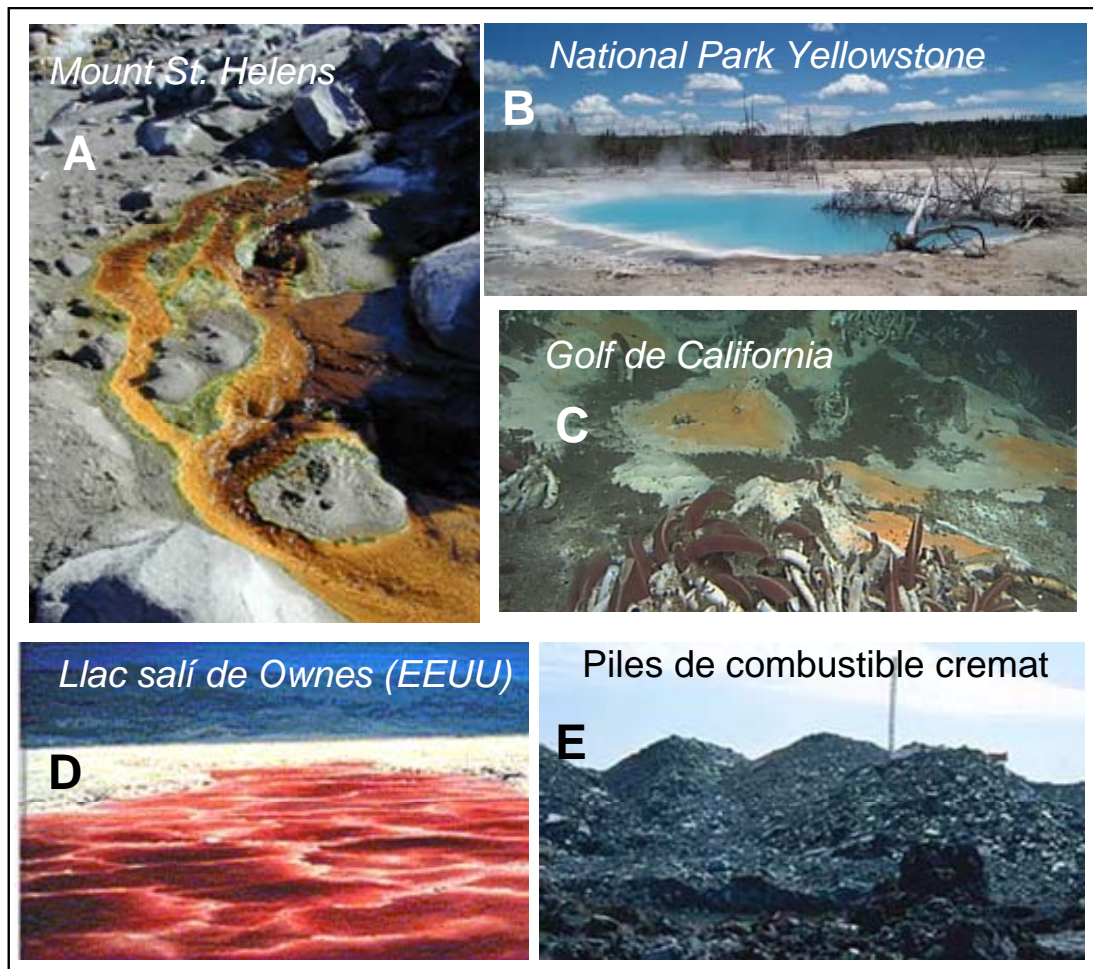 Mount St. Helens
A
National Park Yellowstone
B
Golf de California
C
Llac salí de Ownes (EEUU)
D
Piles de combustible cremat
E